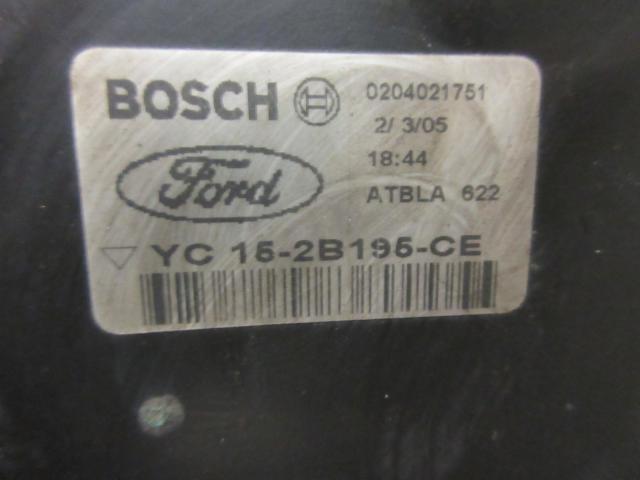 BOSCH
0204021751
2/ 3/05
18:44
Ford
ATBLA 622
YC 15-2B195-CE